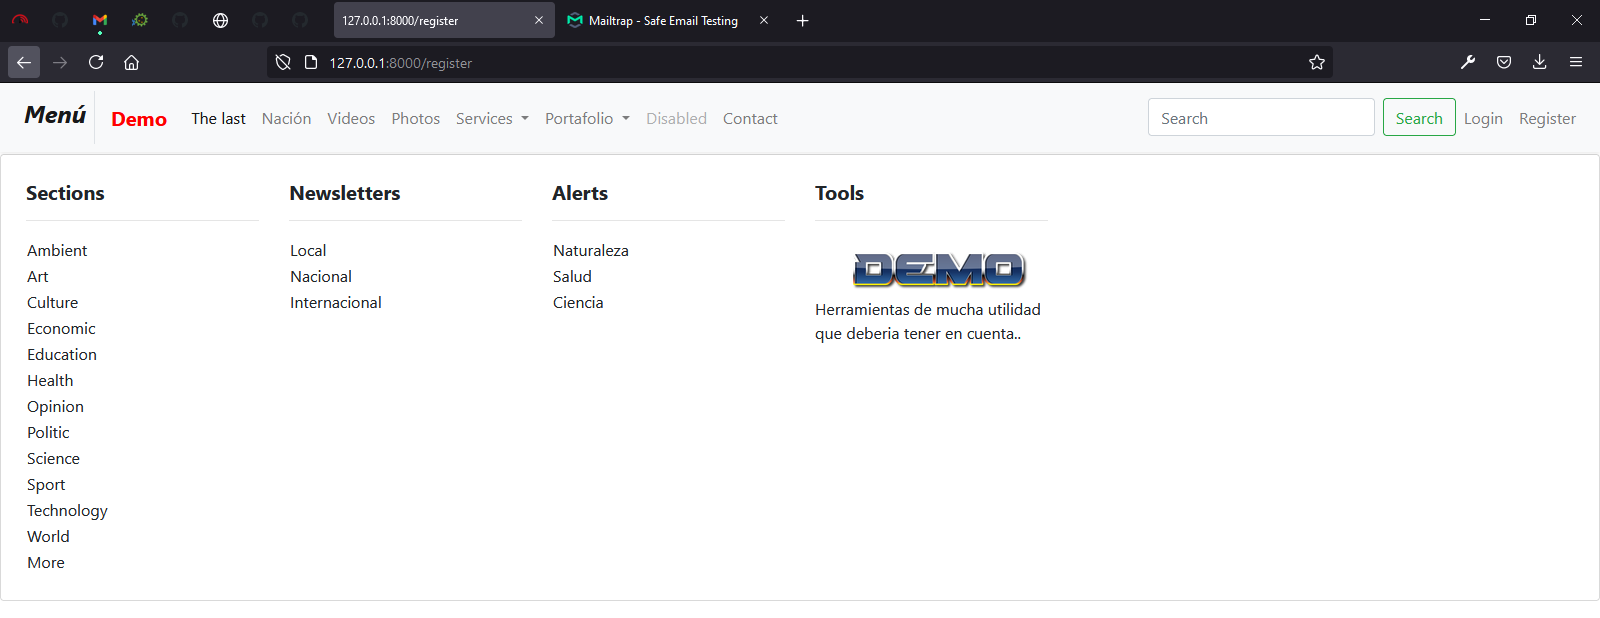 127.0.0.1:8000/register
Mailtrap - Safe Email Testing
127.0.0.1:8000/register
Menú Demo The last Nación Videos Photos Services Portafolio Disabled Contact Search Search Login Register
Sections Newsletters Alerts Tools
Ambient Local Naturaleza
Art Nacional Salud
Culture Internacional Ciencia
DEMO
Herramientas de mucha utilidad
que deberia tener en cuenta..
Economic
Education
Health
Opinion
Politic
Science
Sport
Technology
World
More